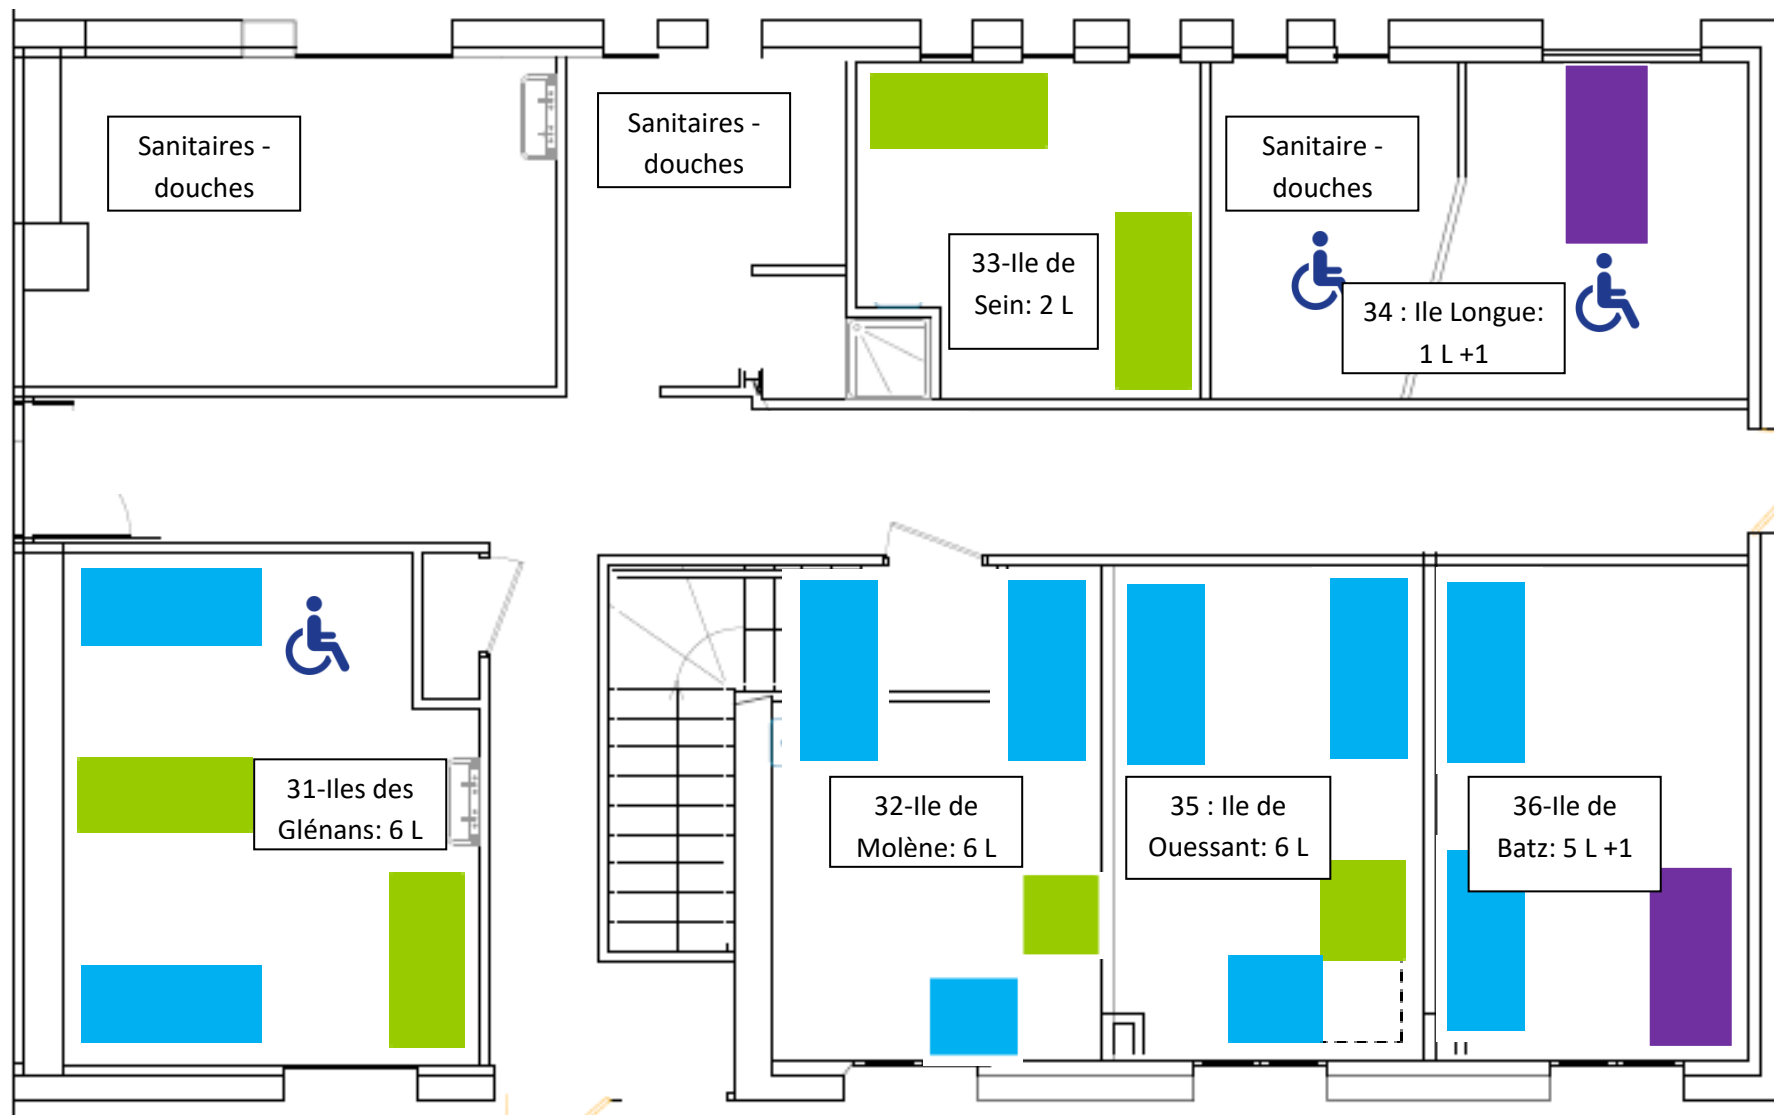 Sanitaires -
douches
Sanitaires -
douches
33-Ile de
Sein: 2 L
Sanitaire -
douches
34 : Ile Longue:
1 L +1
31-Iles des
Glénans: 6 L
32-Ile de
Molène: 6 L
35 : Ile de
Ouessant: 6 L
36-Ile de
Batz: 5 L +1